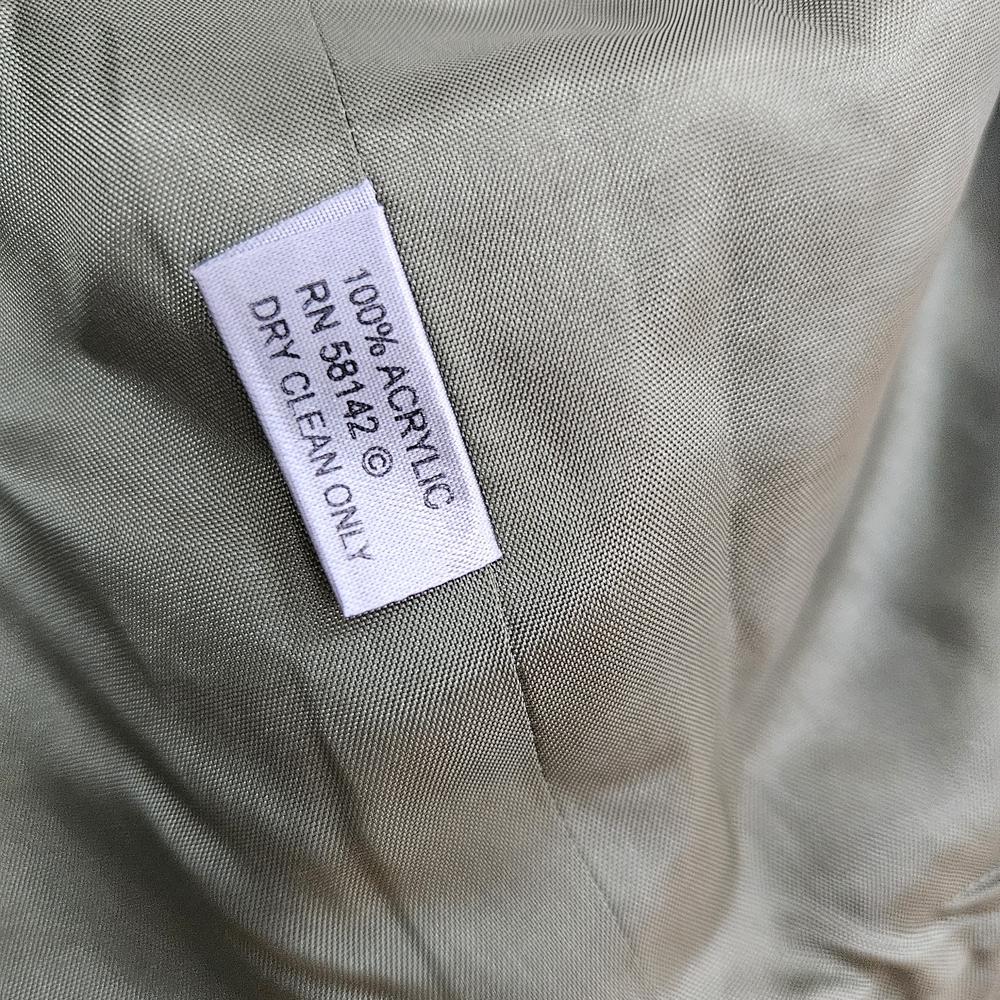 100% ACRYLIC
RN 58142 ©
DRY CLEAN ONLY